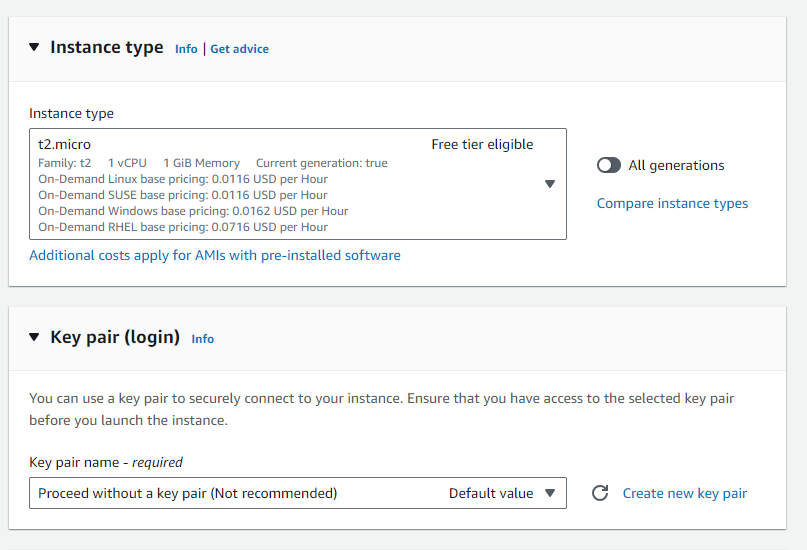 Instance type Info | Get advice
Instance type
t2.micro Free tier eligible
Family: t2 1 vCPU 1 GiB Memory Current generation: true
On-Demand Linux base pricing: 0.0116 USD per Hour
On-Demand SUSE base pricing: 0.0116 USD per Hour
On-Demand Windows base pricing: 0.0162 USD per Hour
On-Demand RHEL base pricing: 0.0716 USD per Hour
All generations
Compare instance types
Additional costs apply for AMIs with pre-installed software
Key pair (login) Info
You can use a key pair to securely connect to your instance. Ensure that you have access to the selected key pair
before you launch the instance.
Key pair name - required
Proceed without a key pair (Not recommended) Default value
Create new key pair